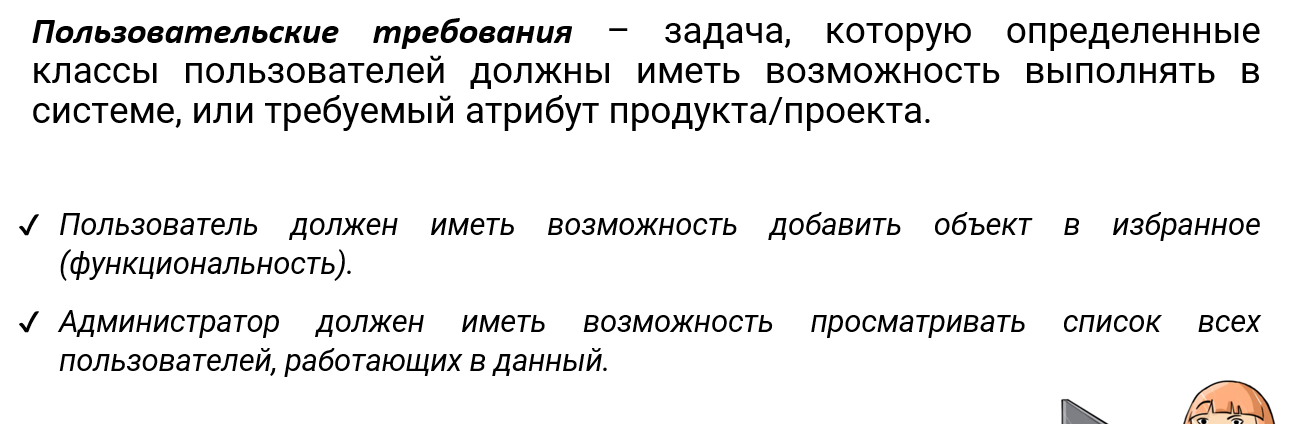 Пользовательские требования – задача, которую определенные
классы пользователей должны иметь возможность выполнять в
системе, или требуемый атрибут продукта/проекта.
✓ Пользователь должен иметь возможность добавить объект в избранное
(функциональность).
✓ Администратор должен иметь возможность просматривать список всех
пользователей, работающих в данный.